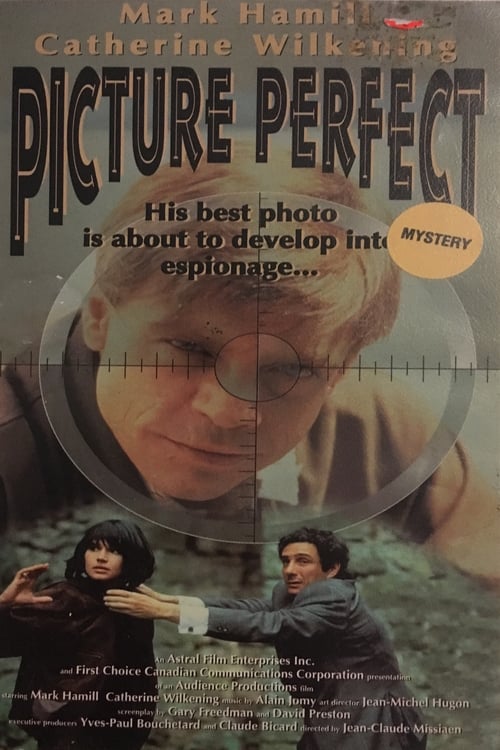 Mark Hamill
Catherine Wilkening
PICTURE PERFECT
His best photo
is about to develop into
espionage...
MYSTERY
An Astral Film Enterprises Inc.
and First Choice Canadian Communications Corporation presentation
of an Audience Productions film
starring Mark Hamill Catherine Wilkening music by Alain Jomy art director Jean-Michel Hugon
screenplay by Gary Freedman and David Preston
executive producers Yves-Paul Bouchetard and Claude Bicard directed by Jean-Claude Missiaen